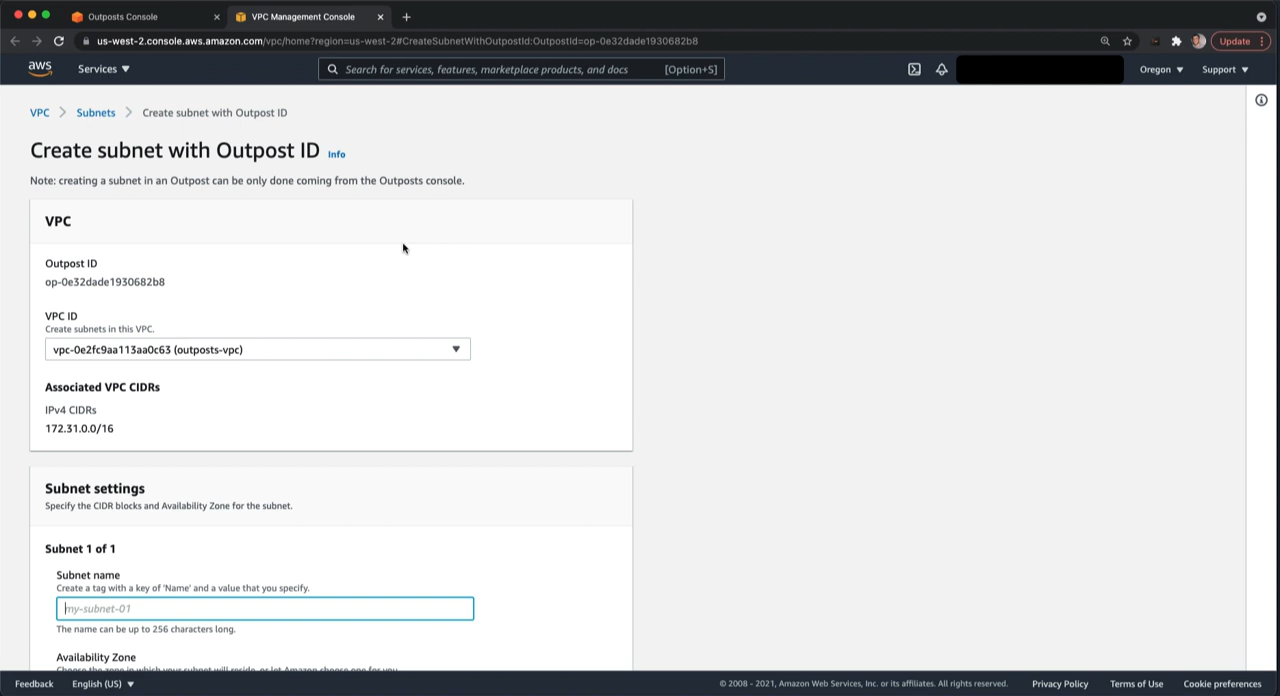 Outposts Console
VPC Management Console
us-west-2.console.aws.amazon.com/vpc/home?region=us-west-2#CreateSubnetWithOutpostId:OutpostId=op-0e32dade1930682b8
Update
aws
Services
Search for services, features, marketplace products, and docs [Option+S]
Oregon
Support
VPC > Subnets > Create subnet with Outpost ID
Create subnet with Outpost ID Info
Note: creating a subnet in an Outpost can be only done coming from the Outposts console.
VPC
Outpost ID
op-0e32dade1930682b8
VPC ID
Create subnets in this VPC.
vpc-0e2fc9aa113aa0c63 (outposts-vpc)
Associated VPC CIDRs
IPv4 CIDRs
172.31.0.0/16
Subnet settings
Specify the CIDR blocks and Availability Zone for the subnet.
Subnet 1 of 1
Subnet name
Create a tag with a key of 'Name' and a value that you specify.
my-subnet-01
The name can be up to 256 characters long.
Availability Zone
Choose the zone in which your subnet will reside, or let Amazon choose one for you.
Feedback
English (US)
© 2008 - 2021, Amazon Web Services, Inc. or its affiliates. All rights reserved.
Privacy Policy
Terms of Use
Cookie preferences